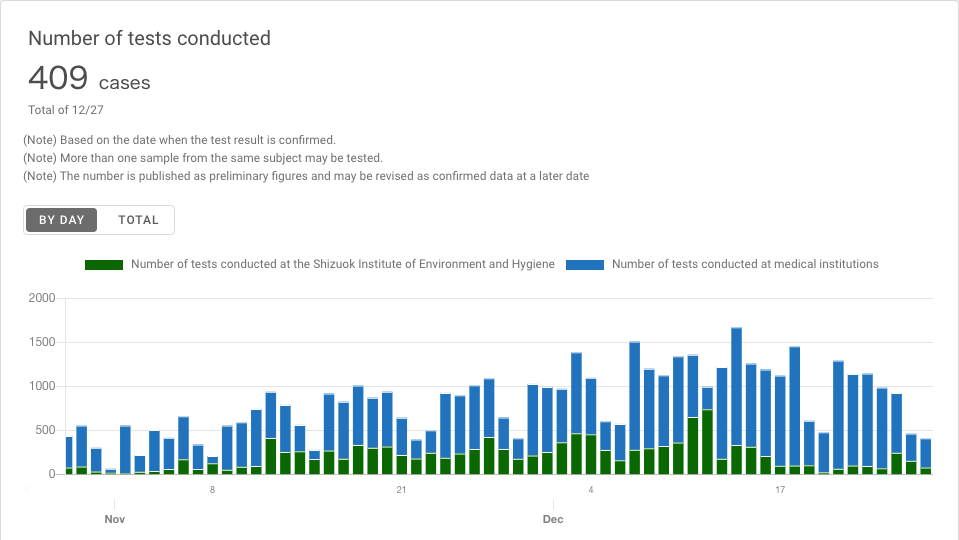 Number of tests conducted
409 cases
Total of 12/27
(Note) Based on the date when the test result is confirmed.
(Note) More than one sample from the same subject may be tested.
(Note) The number is published as preliminary figures and may be revised as confirmed data at a later date
BY DAY TOTAL
Number of tests conducted at the Shizuok Institute of Environment and Hygiene Number of tests conducted at medical institutions
2000
1500
1000
500
0
8 21 4 17
Nov Dec